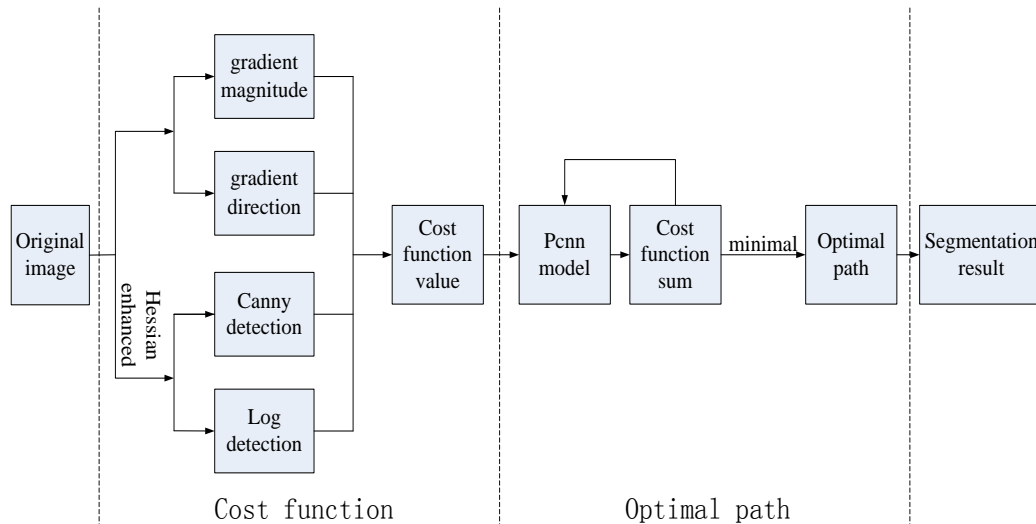 Original
image
Hessian
enhanced
gradient
magnitude
gradient
direction
Canny
detection
Log
detection
Cost
function
value
Pcnn
model
Cost
function
sum
minimal
Optimal
path
Segmentation
result
Cost function
Optimal path